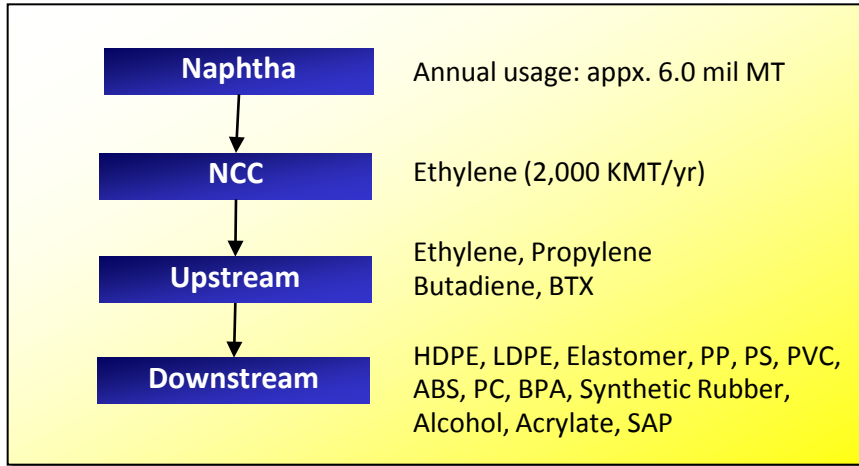 Naphtha Annual usage: appx. 6.0 mil MT
NCC Ethylene (2,000 KMT/yr)
Upstream Ethylene, Propylene
Butadiene, BTX
Downstream HDPE, LDPE, Elastomer, PP, PS, PVC,
ABS, PC, BPA, Synthetic Rubber,
Alcohol, Acrylate, SAP